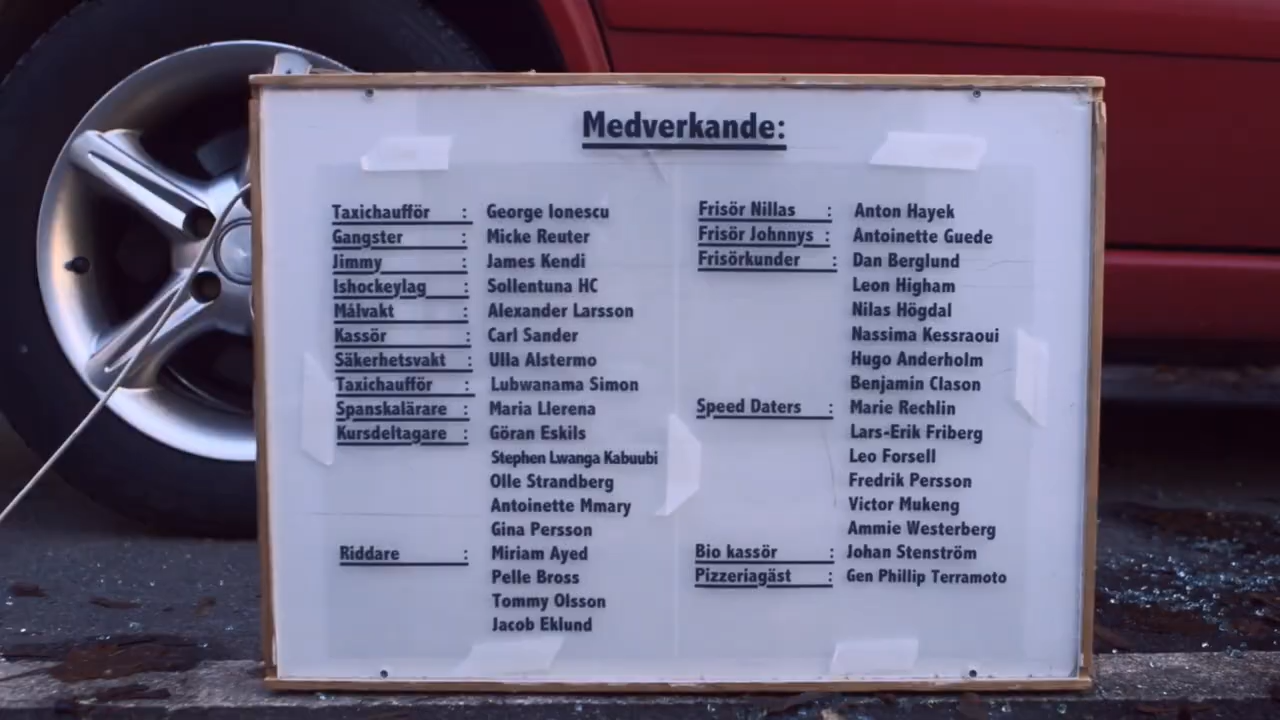 Medverkande:
Taxichaufför : George Ionescu
Gangster : Micke Reuter
Jimmy : James Kendi
Ishockeylag : Sollentuna HC
Målvakt : Alexander Larsson
Kassör : Carl Sander
Säkerhetsvakt : Ulla Alstermo
Taxichaufför : Lubwanama Simon
Spanskalärare : Maria Llerena
Kursdeltagare : Göran Eskils
Stephen Lwanga Kabuubi
Olle Strandberg
Antoinette Mmary
Gina Persson
Riddare : Miriam Ayed
Pelle Bross
Tommy Olsson
Jacob Eklund
Frisör Nillas : Anton Hayek
Frisör Johnnys : Antoinette Guede
Frisörkunder : Dan Berglund
Leon Higham
Nilas Högdal
Nassima Kessraoui
Hugo Anderholm
Benjamin Clason
Speed Daters : Marie Rechlin
Lars-Erik Friberg
Leo Forsell
Fredrik Persson
Victor Mukeng
Ammie Westerberg
Bio kassör : Johan Stenström
Pizzeriagäst : Gen Phillip Terramoto